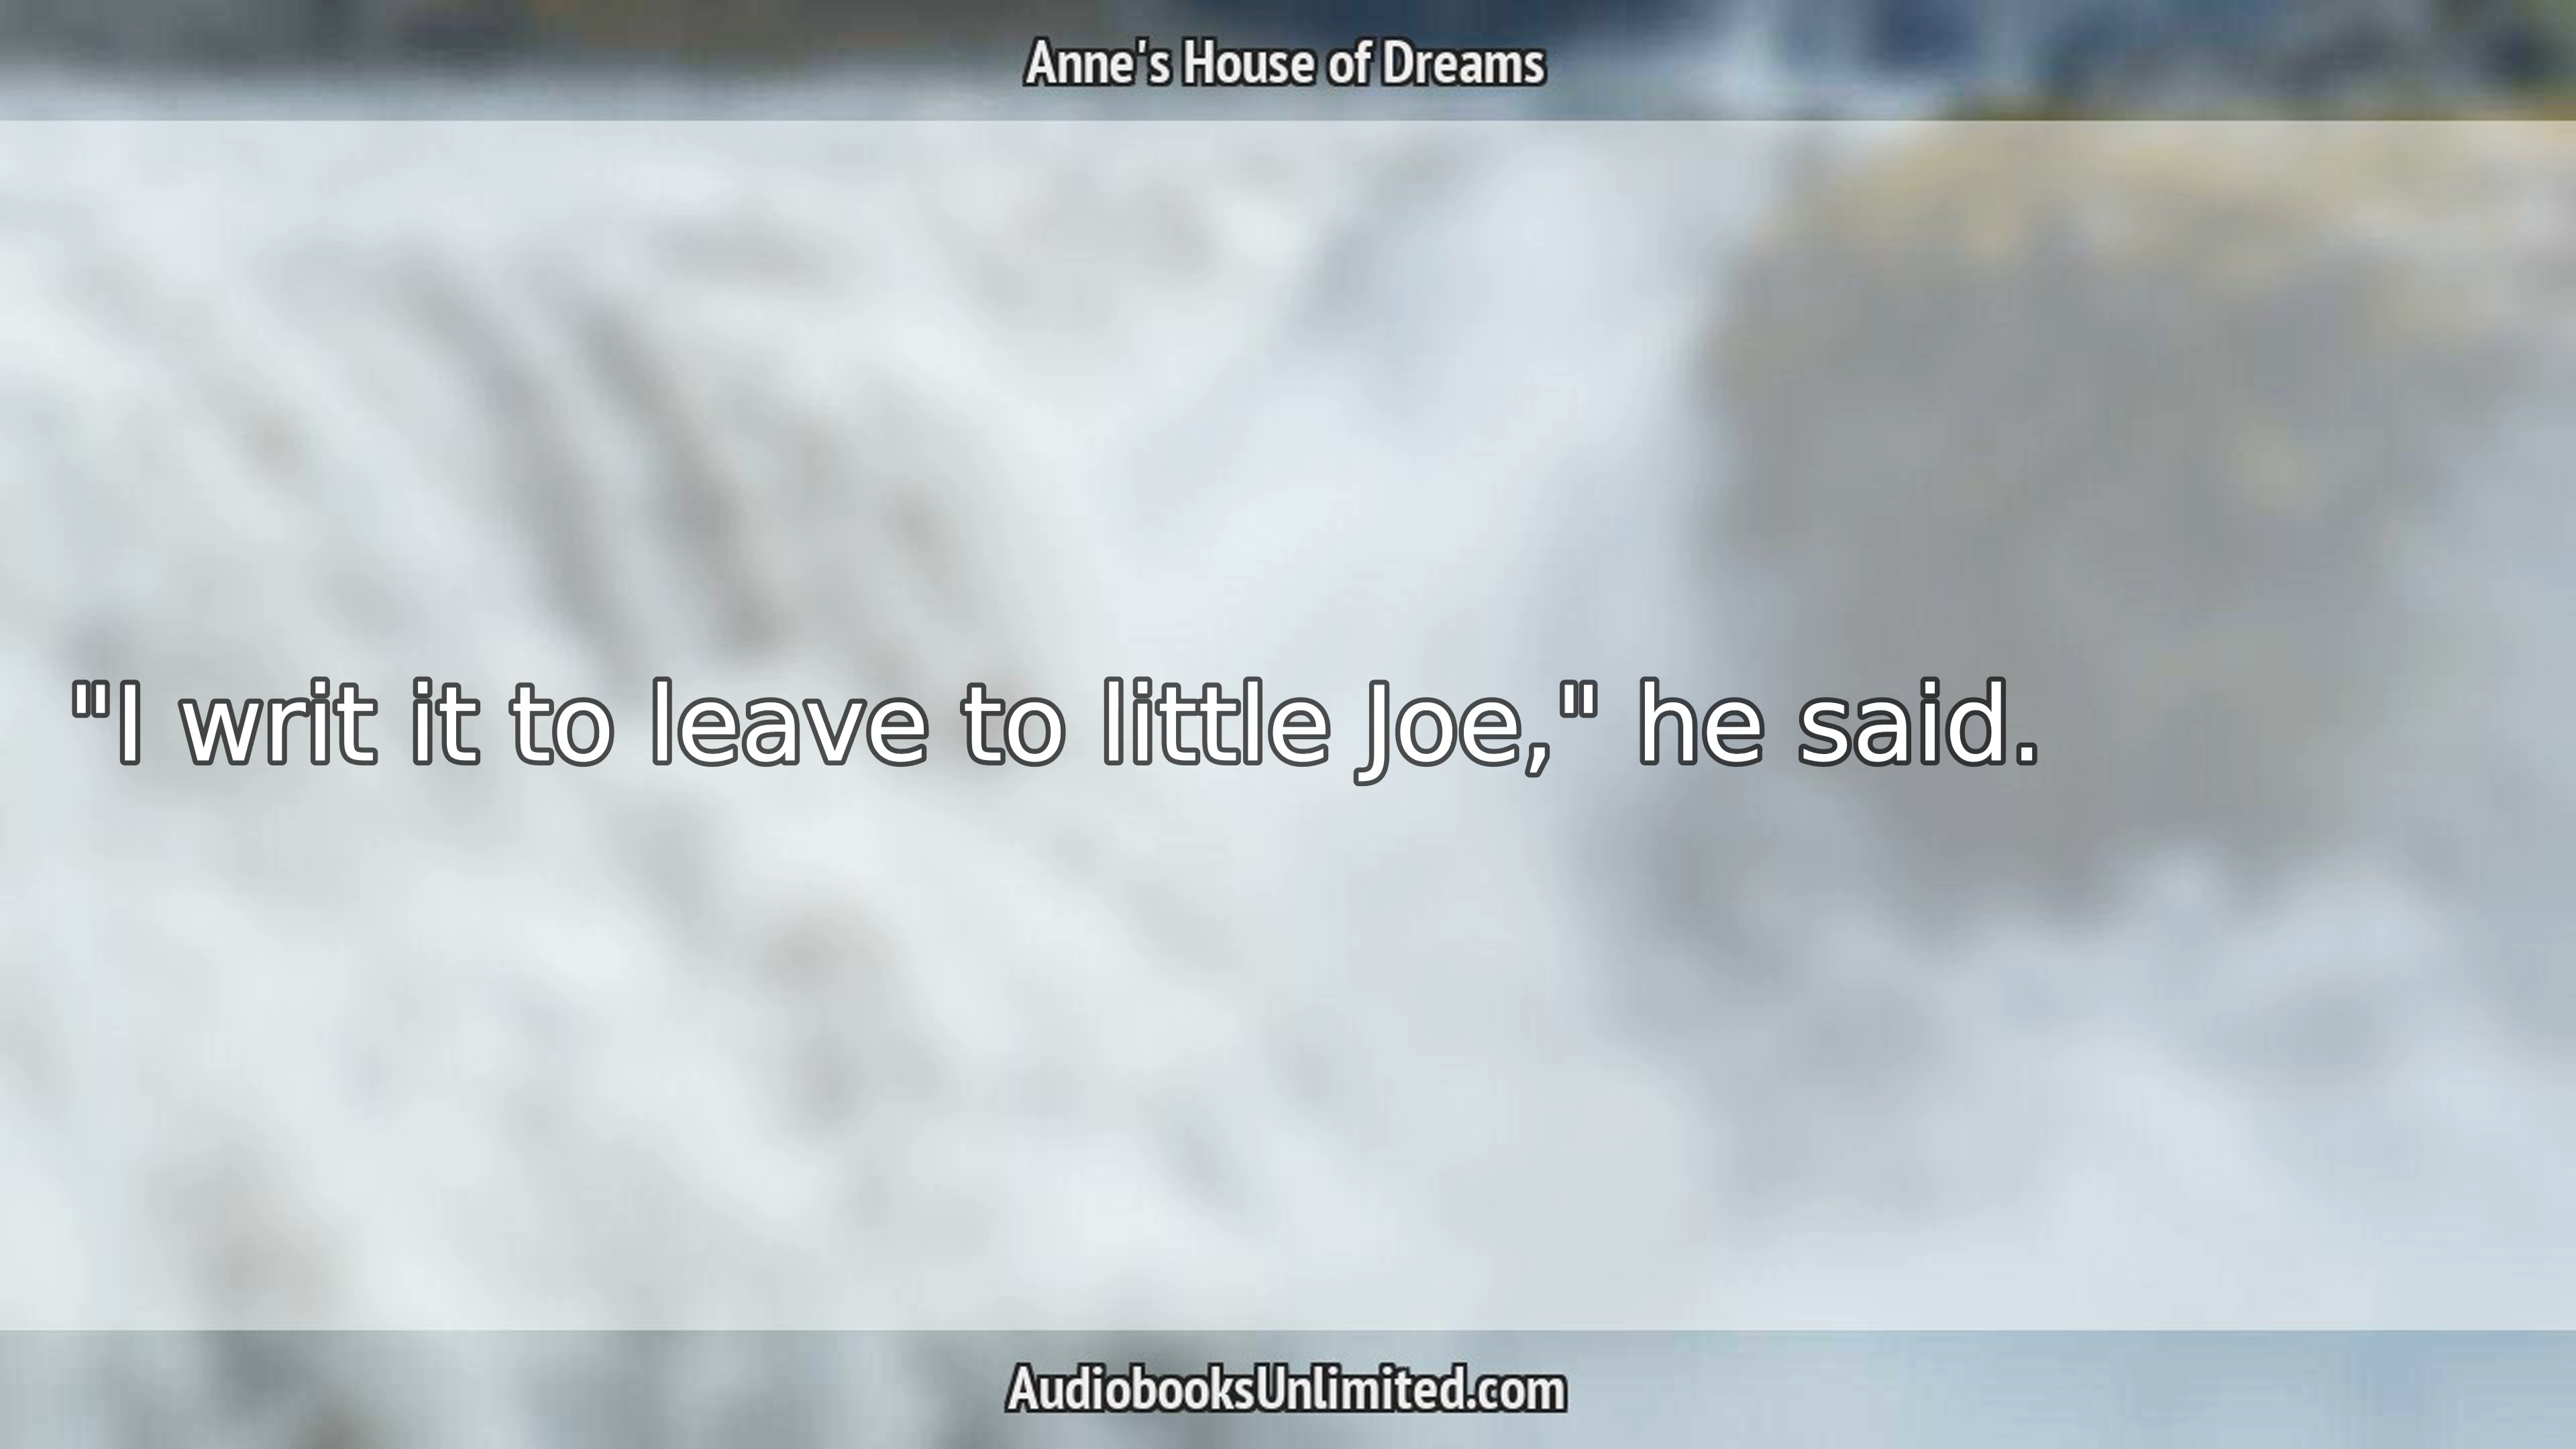 Anne's House of Dreams
"I writ it to leave to little Joe," he said.
AudiobooksUnlimited.com